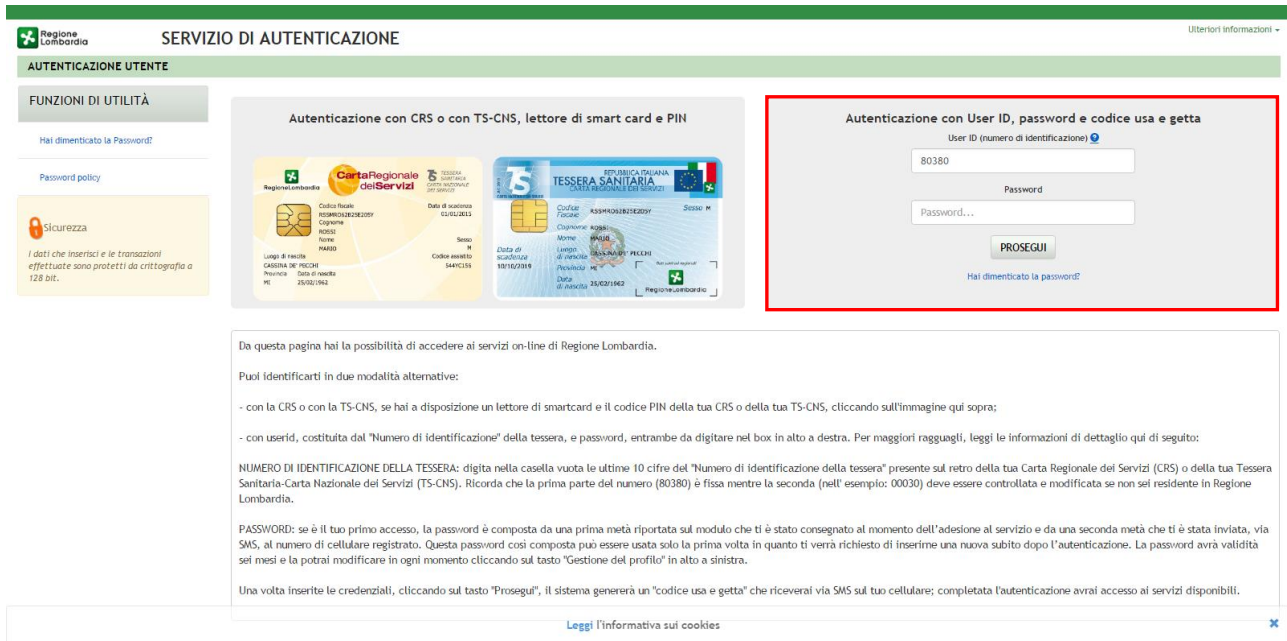 Regione
Lombardia
SERVIZIO DI AUTENTICAZIONE
Ulteriori informazioni
AUTENTICAZIONE UTENTE
FUNZIONI DI UTILITÀ
Hai dimenticato la Password?
Password policy
Sicurezza
I dati che inserisci e le transazioni
effettuate sono protetti da crittografia a
128 bit.
Autenticazione con CRS o con TS-CNS, lettore di smart card e PIN
RegioneLombardia
CartaRegionale
deiServizi
TESSERA
SANITARIA
CARTA NAZIONALE
DEI SERVIZI
Codice fiscale
RSSMRO62B25E205Y
Data di scadenza
01/01/2015
Cognome
ROSSI
Nome
MARIO
Sesso
M
Luogo di nascita
CASSINA DE' PECCHI
Codice assistito
544YC156
Provincia Data di nascita
MI 25/02/1962
TS
REPUBBLICA ITALIANA
TESSERA SANITARIA
CARTA REGIONALE DEI SERVIZI
Codice
Fiscale
RSSMRO62B25E205Y
Sesso M
Cognome ROSSI
Nome MARIO
Luogo
di nascita CASSINA DE' PECCHI
Data di
scadenza
10/10/2019
Provincia MI
Data
di nascita 25/02/1962
RegioneLombardia
Autenticazione con User ID, password e codice usa e getta
User ID (numero di identificazione)
80380
Password
Password...
PROSEGUI
Hai dimenticato la password?
Da questa pagina hai la possibilità di accedere ai servizi on-line di Regione Lombardia.
Puoi identificarti in due modalità alternative:
- con la CRS o con la TS-CNS, se hai a disposizione un lettore di smartcard e il codice PIN della tua CRS o della tua TS-CNS, cliccando sull'immagine qui sopra;
- con userid, costituita dal "Numero di identificazione" della tessera, e password, entrambe da digitare nel box in alto a destra. Per maggiori ragguagli, leggi le informazioni di dettaglio qui di seguito:
NUMERO DI IDENTIFICAZIONE DELLA TESSERA: digita nella casella vuota le ultime 10 cifre del "Numero di identificazione della tessera" presente sul retro della tua Carta Regionale dei Servizi (CRS) o della tua Tessera
Sanitaria-Carta Nazionale dei Servizi (TS-CNS). Ricorda che la prima parte del numero (80380) è fissa mentre la seconda (nell' esempio: 00030) deve essere controllata e modificata se non sei residente in Regione
Lombardia.
PASSWORD: se è il tuo primo accesso, la password è composta da una prima metà riportata sul modulo che ti è stato consegnato al momento dell'adesione al servizio e da una seconda metà che ti è stata inviata, via
SMS, al numero di cellulare registrato. Questa password così composta può essere usata solo la prima volta in quanto ti verrà richiesto di inserirne una nuova subito dopo l'autenticazione. La password avrà validità
sei mesi e la potrai modificare in ogni momento cliccando sul tasto "Gestione del profilo" in alto a sinistra.
Una volta inserite le credenziali, cliccando sul tasto "Prosegui", il sistema genererà un "codice usa e getta" che riceverai via SMS sul tuo cellulare; completata l'autenticazione avrai accesso ai servizi disponibili.
Leggi l'informativa sui cookies